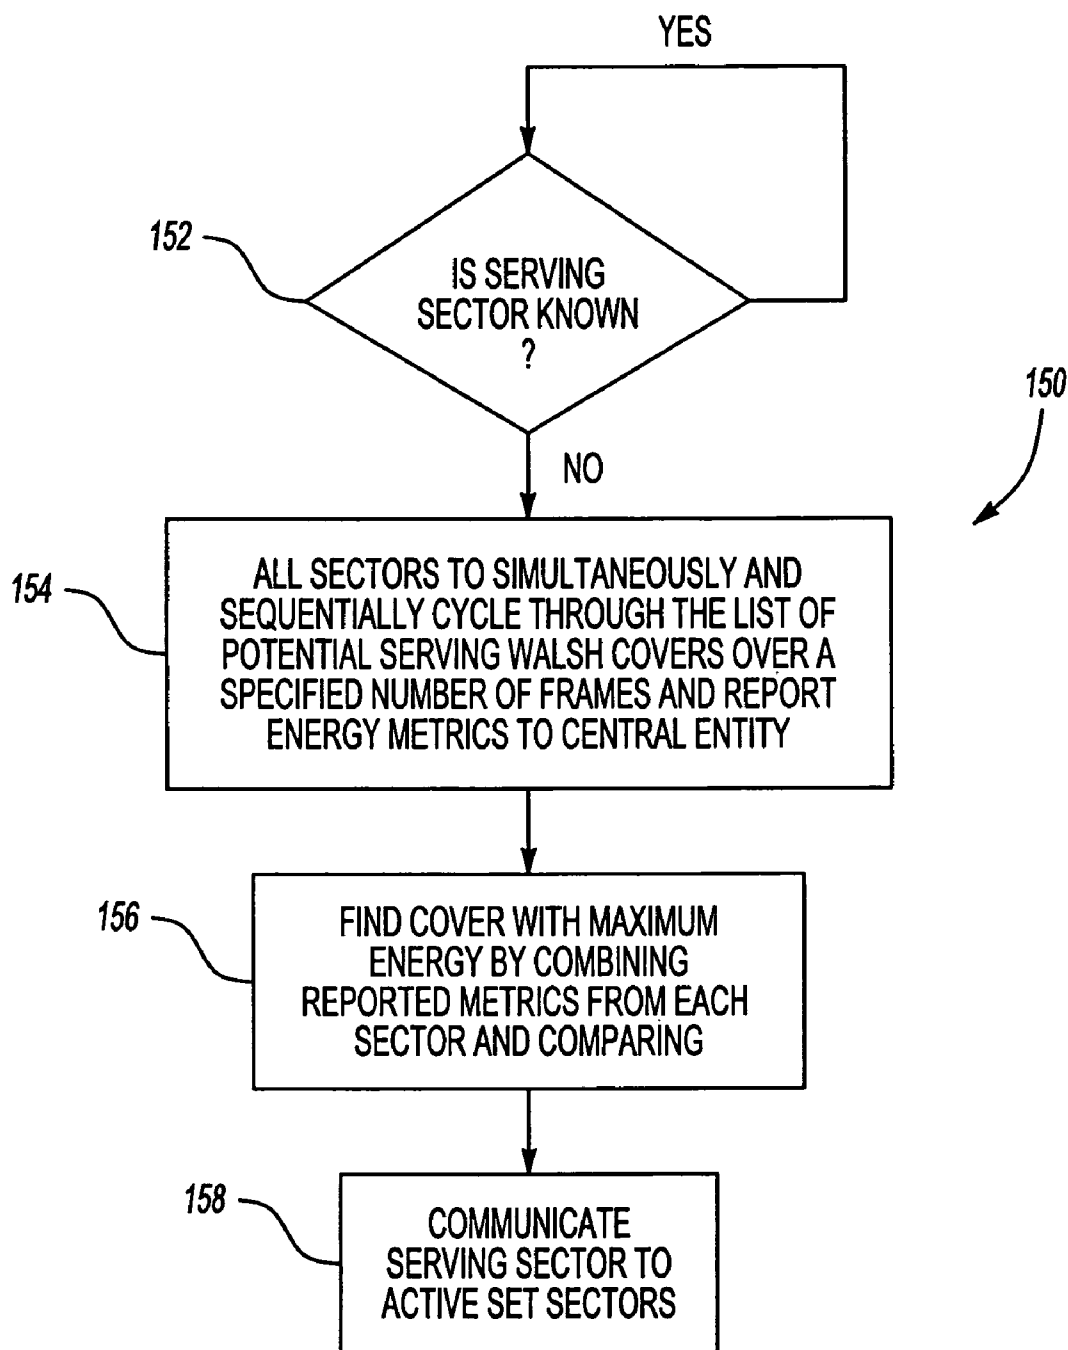 YES
152
IS SERVING
SECTOR KNOWN
?
150
NO
154
ALL SECTORS TO SIMULTANEOUSLY AND
SEQUENTIALLY CYCLE THROUGH THE LIST OF
POTENTIAL SERVING WALSH COVERS OVER A
SPECIFIED NUMBER OF FRAMES AND REPORT
ENERGY METRICS TO CENTRAL ENTITY
156
FIND COVER WITH MAXIMUM
ENERGY BY COMBINING
REPORTED METRICS FROM EACH
SECTOR AND COMPARING
158
COMMUNICATE
SERVING SECTOR TO
ACTIVE SET SECTORS